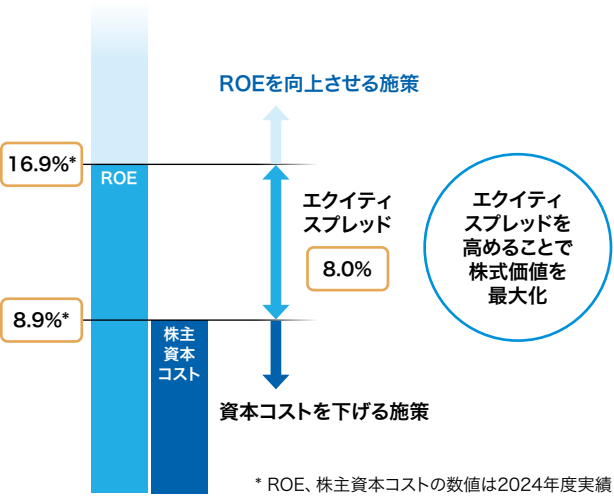 ROEを向上させる施策
16.9%*
ROE
エクイティ
スプレッド
8.0%
エクイティ
スプレッドを
高めることで
株式価値を
最大化
8.9%*
株主
資本
コスト
資本コストを下げる施策
* ROE、株主資本コストの数値は2024年度実績